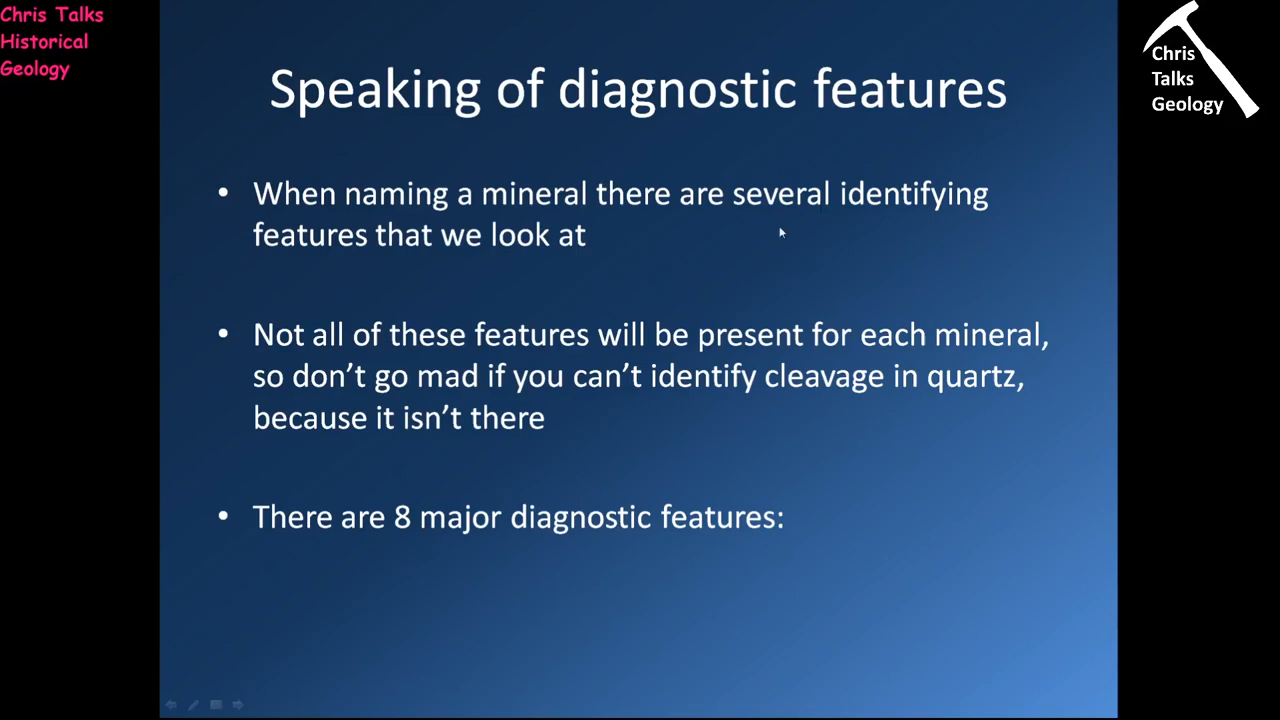 Chris Talks
Historical
Geology
Chris
Talks
Geology
Speaking of diagnostic features
• When naming a mineral there are several identifying
features that we look at
• Not all of these features will be present for each mineral,
so don’t go mad if you can’t identify cleavage in quartz,
because it isn’t there
• There are 8 major diagnostic features: